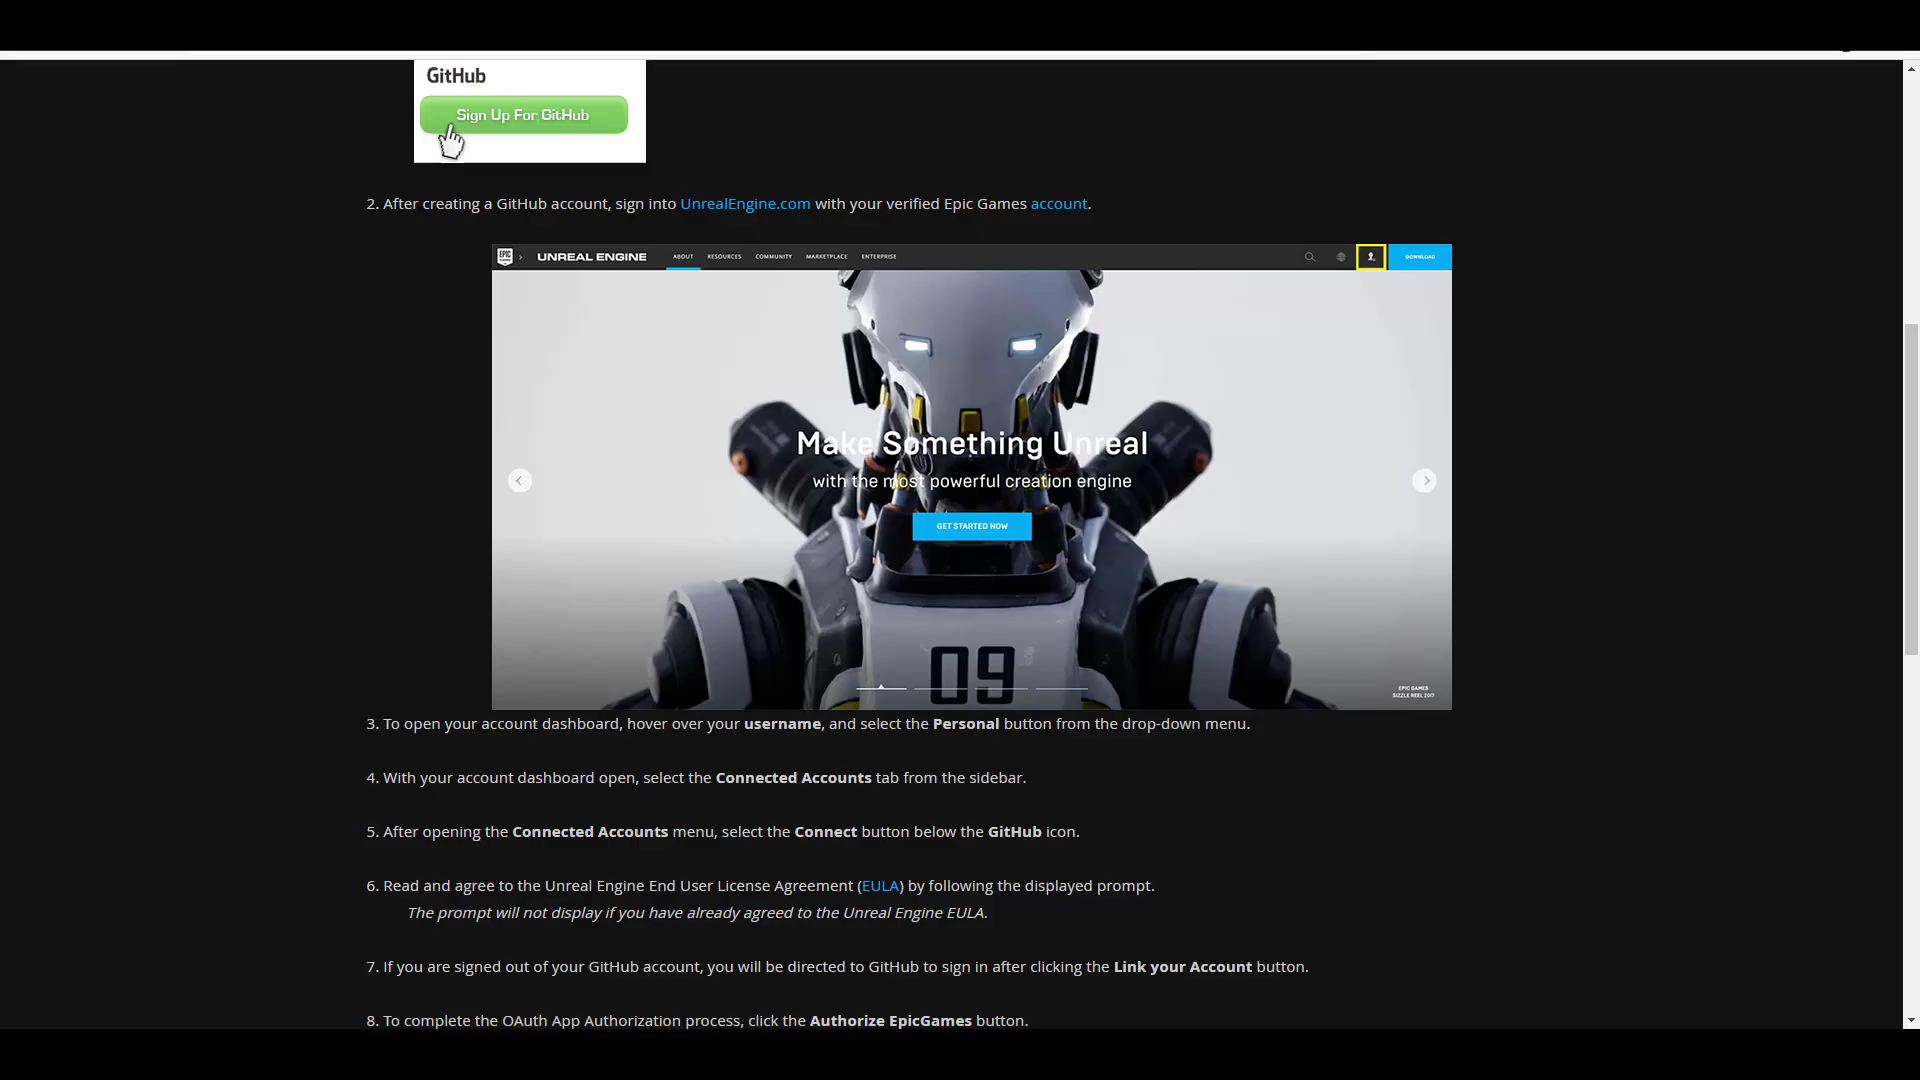 GitHub
Sign Up For GitHub
2. After creating a GitHub account, sign into UnrealEngine.com with your verified Epic Games account.
EPIC GAMES
UNREAL ENGINE ABOUT RESOURCES COMMUNITY MARKETPLACE ENTERPRISE DOWNLOAD
Make Something Unreal
with the most powerful creation engine
GET STARTED NOW
09
EPIC GAMES
SIZZLE REEL 2017
3. To open your account dashboard, hover over your username, and select the Personal button from the drop-down menu.
4. With your account dashboard open, select the Connected Accounts tab from the sidebar.
5. After opening the Connected Accounts menu, select the Connect button below the GitHub icon.
6. Read and agree to the Unreal Engine End User License Agreement (EULA) by following the displayed prompt.
The prompt will not display if you have already agreed to the Unreal Engine EULA.
7. If you are signed out of your GitHub account, you will be directed to GitHub to sign in after clicking the Link your Account button.
8. To complete the OAuth App Authorization process, click the Authorize EpicGames button.